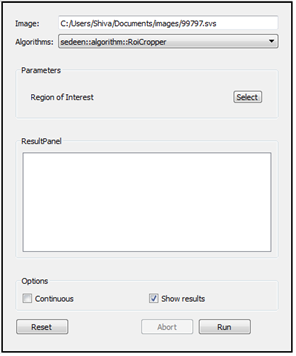 Image: C:/Users/Shiva/Documents/images/99797.svs
Algorithms: sedeen::algorithm::RoiCropper
Parameters
Region of Interest Select
ResultPanel
Options
Continuous Show results
Reset Abort Run